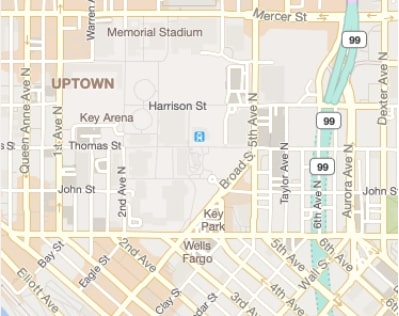 Mercer St
Warren A
Memorial Stadium
99
UPTOWN
Queen Anne Ave N
1st Ave N
Harrison St
Key Arena
5th Ave N
99
Dexter Ave N
Thomas St
99
John St
2nd Ave N
Broad S
Taylor Ave N
6th Ave N
Aurora Ave N
John St
Key
Park
Wells
Fargo
Bay St
Eagle St
2nd Ave
Elliott Ave
Clay S
dar St
3rd Ave
4th Ave
5th Ave
6th Ave
Wall S